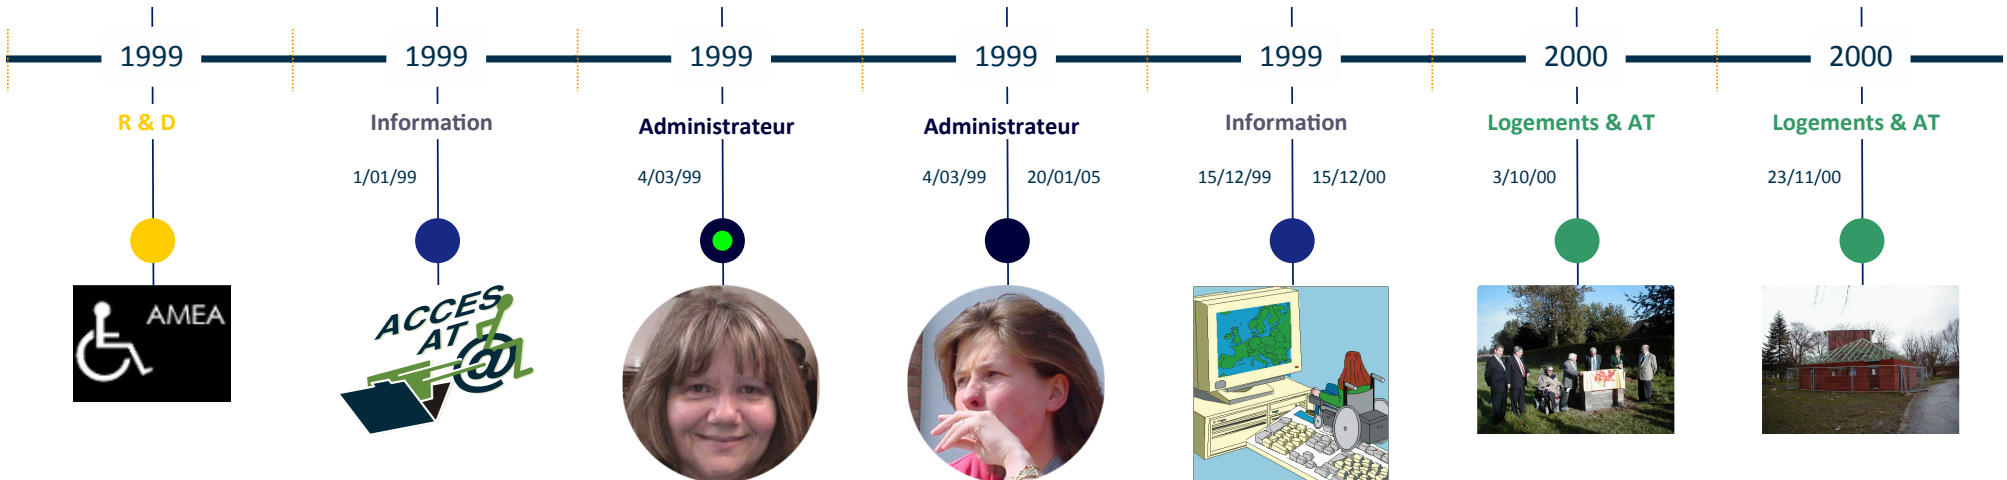 1999
1999
1999
1999
1999
2000
2000
R & D
Information
Administrateur
Administrateur
Information
Logements & AT
Logements & AT
1/01/99
4/03/99
4/03/99
20/01/05
15/12/99
15/12/00
3/10/00
23/11/00
AMEA
ACCES
AT
@